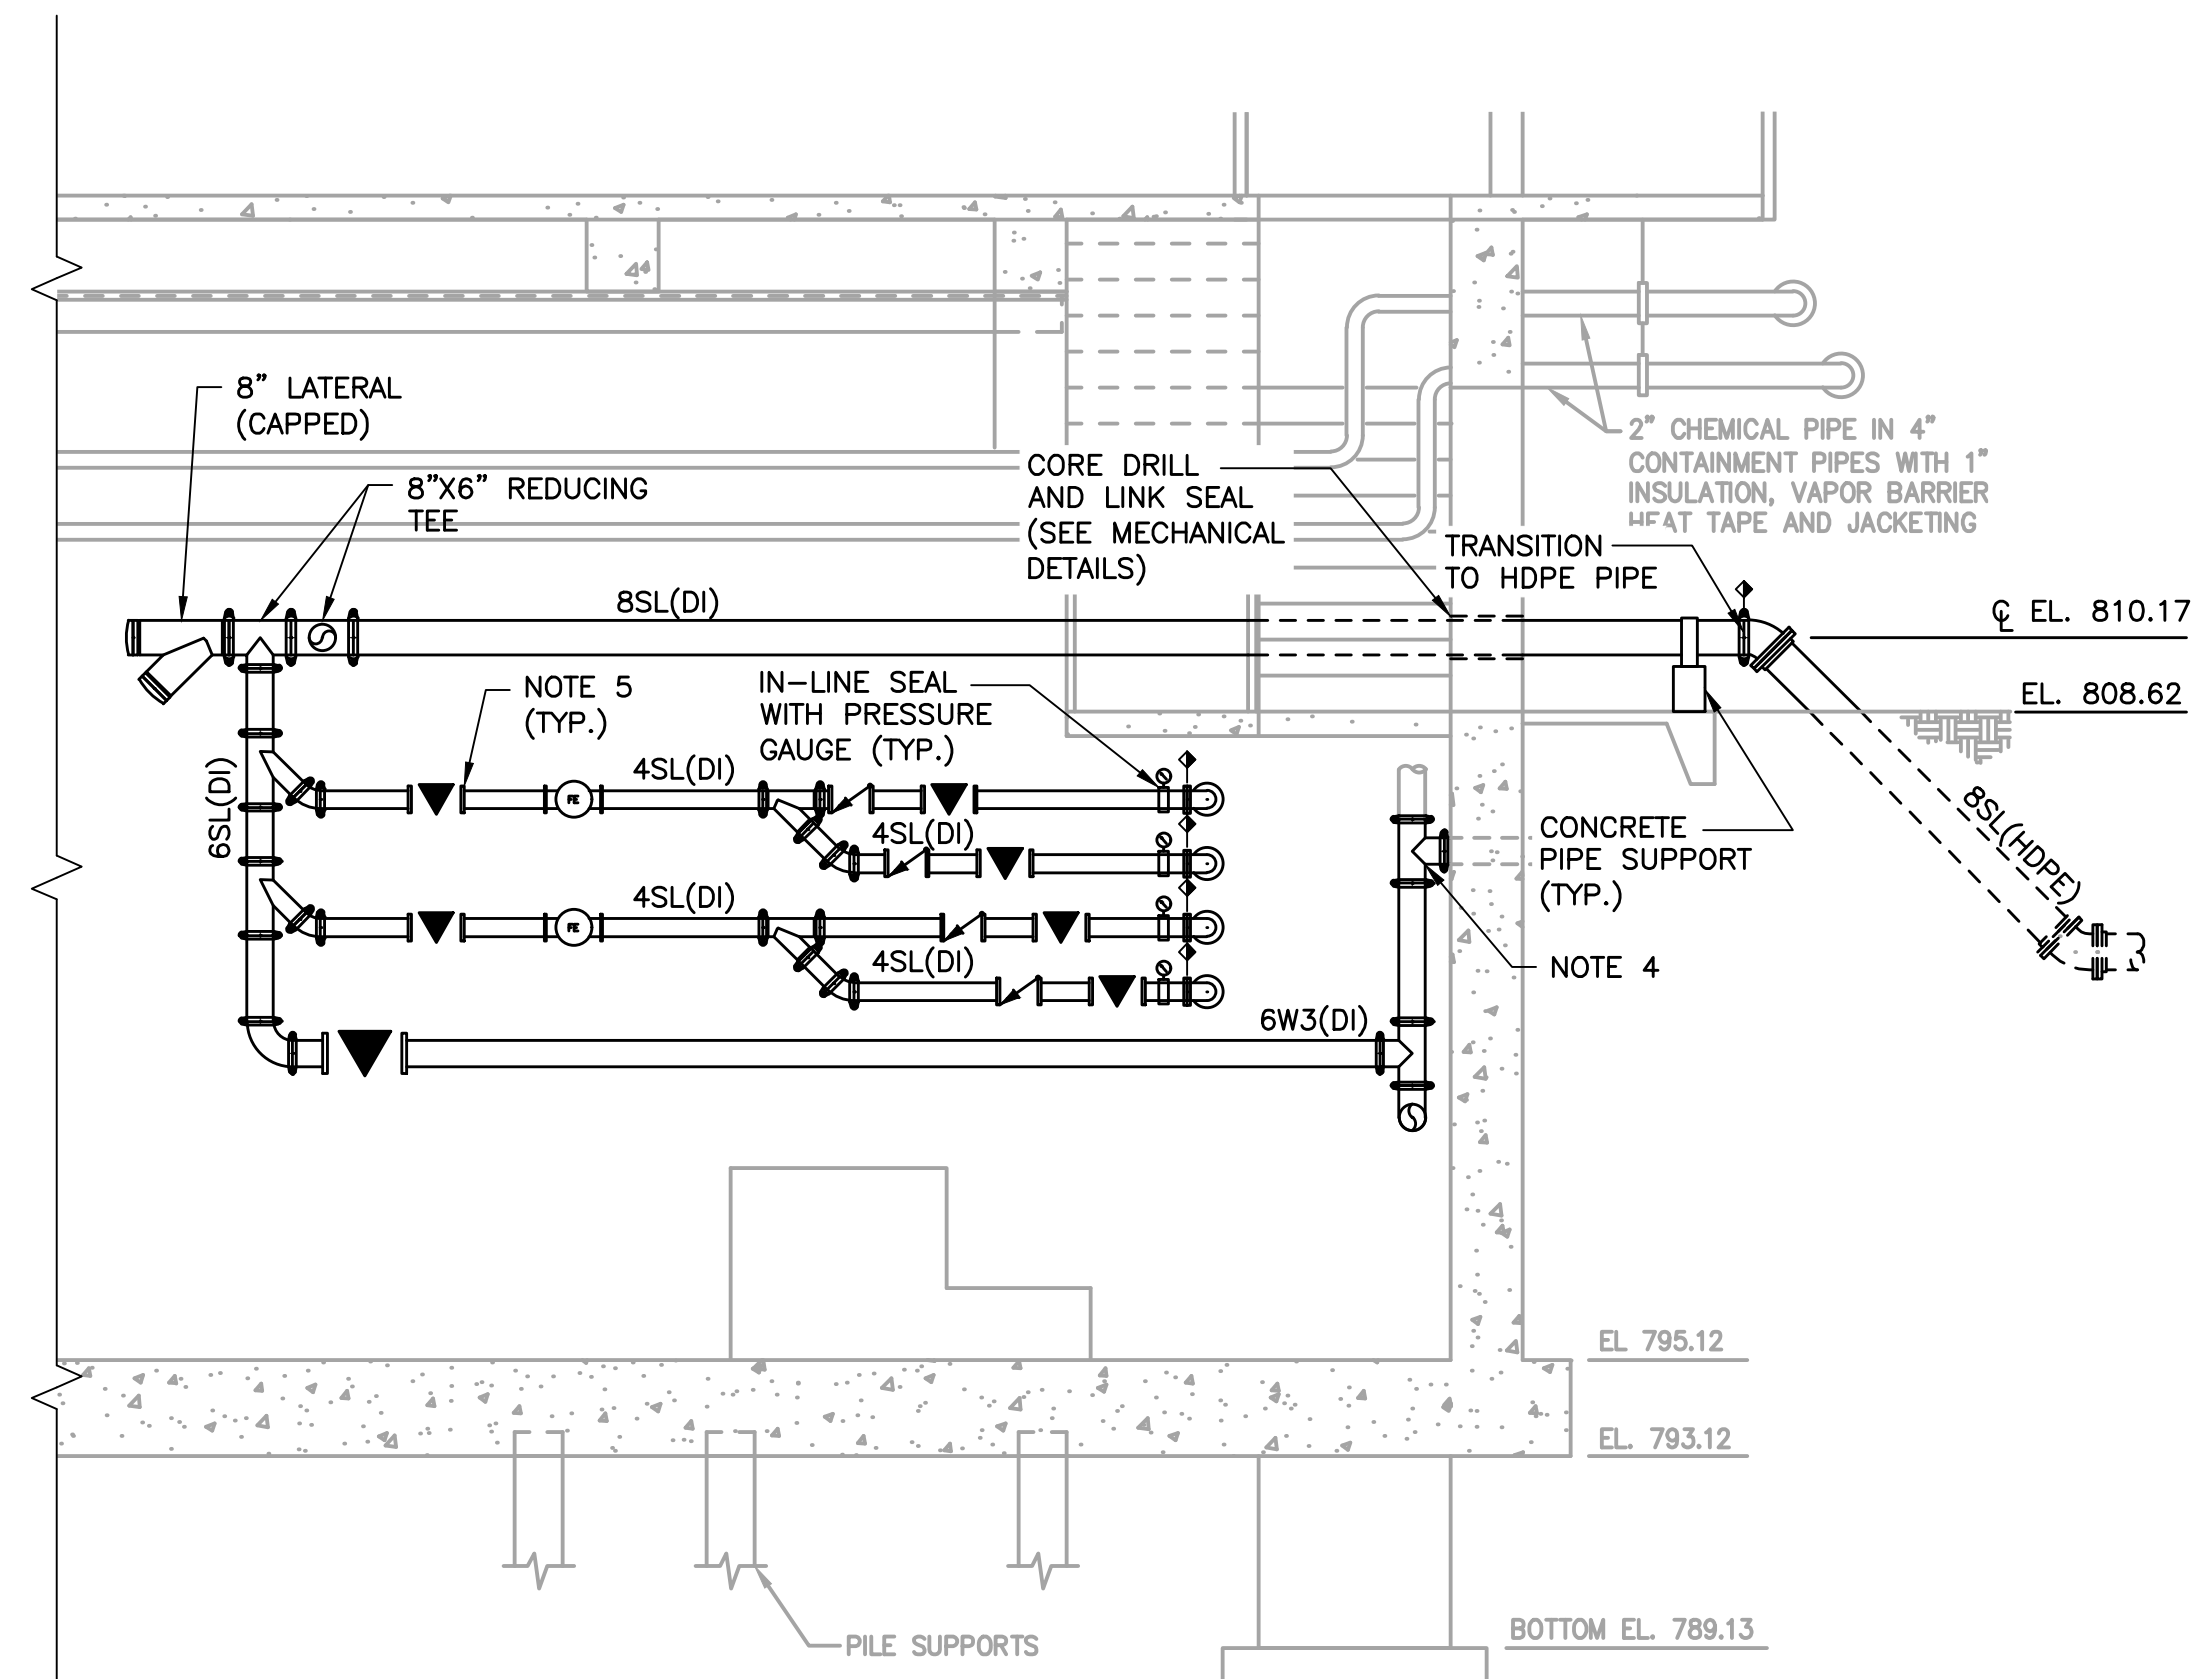 8" LATERAL
(CAPPED)
8"X6" REDUCING
TEE
CORE DRILL
AND LINK SEAL
(SEE MECHANICAL
DETAILS)
2" CHEMICAL PIPE IN 4"
CONTAINMENT PIPES WITH 1"
INSULATION, VAPOR BARRIER
HEAT TAPE AND JACKETING
TRANSITION
TO HDPE PIPE
8SL(DI)
℄ EL. 810.17
EL. 808.62
NOTE 5
(TYP.)
IN-LINE SEAL
WITH PRESSURE
GAUGE (TYP.)
4SL(DI)
6SL(DI)
FE
4SL(DI)
8SL(HDPE)
CONCRETE
PIPE SUPPORT
(TYP.)
4SL(DI)
FE
4SL(DI)
NOTE 4
6W3(DI)
EL 795.12
EL. 793.12
BOTTOM EL. 789.13
PILE SUPPORTS